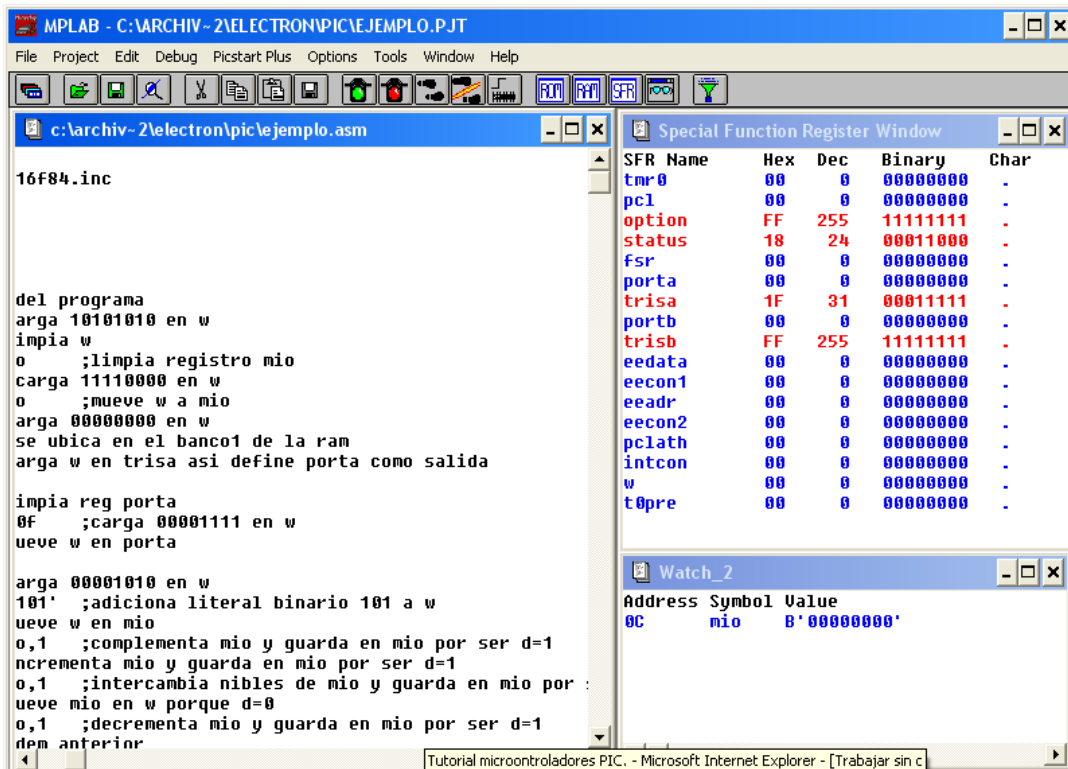 MPLAB - C:\ARCHIV~2\ELECTRON\PIC\EJEMPLO.PJT
File Project Edit Debug Picstart Plus Options Tools Window Help
ROM RAM SFR
c:\archiv~2\electron\pic\ejemplo.asm
16f84.inc
del programa
arga 10101010 en w
impia w
o ;limpia registro mio
carga 11110000 en w
o ;mueve w a mio
arga 00000000 en w
se ubica en el banco1 de la ram
arga w en trisa asi define porta como salida
impia reg porta
0f ;carga 00001111 en w
ueve w en porta
arga 00001010 en w
101' ;adiciona literal binario 101 a w
ueve w en mio
o,1 ;complementa mio y guarda en mio por ser d=1
ncrementa mio y guarda en mio por ser d=1
o,1 ;intercambia nibles de mio y guarda en mio por
ueve mio en w porque d=0
o,1 ;decrementa mio y guarda en mio por ser d=1
dem anterior
Special Function Register Window
SFR Name Hex Dec Binary Char
tmr0 00 0 00000000 .
pcl 00 0 00000000 .
option FF 255 11111111 .
status 18 24 00011000 .
fsr 00 0 00000000 .
porta 00 0 00000000 .
trisa 1F 31 00011111 .
portb 00 0 00000000 .
trisb FF 255 11111111 .
eedata 00 0 00000000 .
eecon1 00 0 00000000 .
eeadr 00 0 00000000 .
eecon2 00 0 00000000 .
pclath 00 0 00000000 .
intcon 00 0 00000000 .
w 00 0 00000000 .
t0pre 00 0 00000000 .
Watch_2
Address Symbol Value
0C mio B'00000000'
Tutorial microontroladores PIC. - Microsoft Internet Explorer - [Trabajar sin c